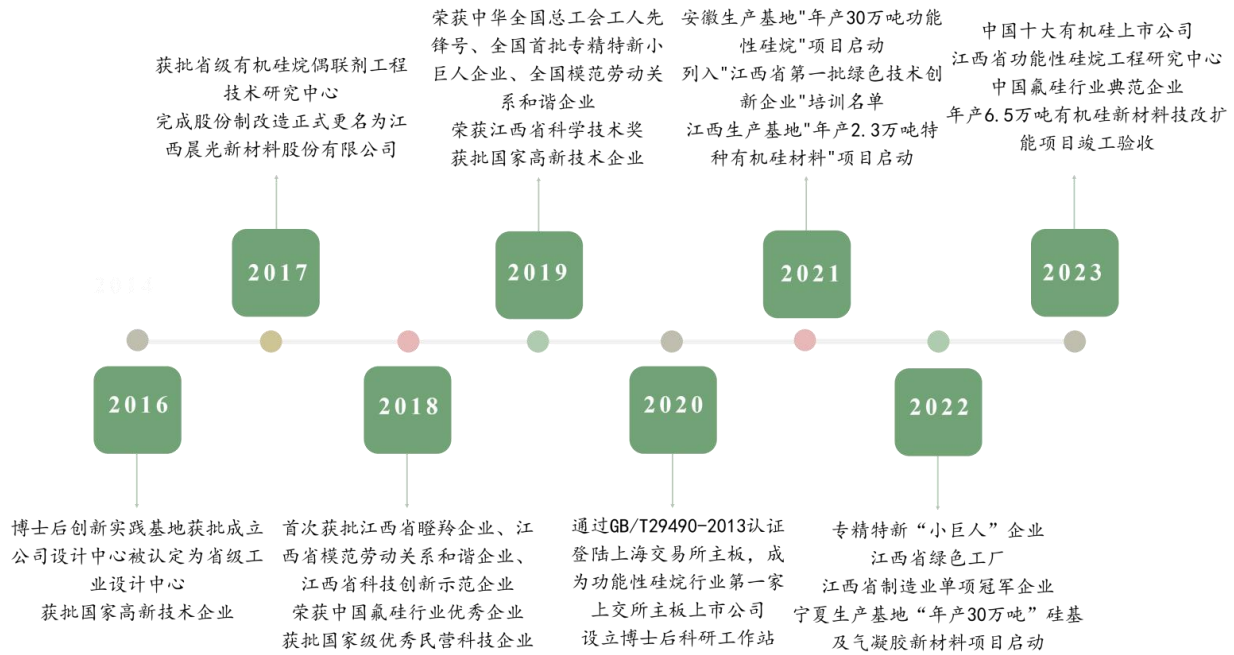 获批省级有机硅烷偶联剂工程
技术研究中心
完成股份制改造正式更名为江
西晨光新材料股份有限公司
荣获中华全国总工会工人先
锋号、全国首批专精特新小
巨人企业、全国模范劳动关
系和谐企业
荣获江西省科学技术奖
获批国家高新技术企业
安徽生产基地"年产30万吨功能
性硅烷"项目启动
列入"江西省第一批绿色技术创
新企业"培训名单
江西生产基地"年产2.3万吨特
种有机硅材料"项目启动
中国十大有机硅上市公司
江西省功能性硅烷工程研究中心
中国氟硅行业典范企业
年产6.5万吨有机硅新材料技改扩
能项目竣工验收
2017
2019
2021
2023
2016
2018
2020
2022
博士后创新实践基地获批成立
公司设计中心被认定为省级工
业设计中心
获批国家高新技术企业
首次获批江西省瞪羚企业、江
西省模范劳动关系和谐企业、
江西省科技创新示范企业
荣获中国氟硅行业优秀企业
获批国家级优秀民营科技企业
通过GB/T29490-2013认证
登陆上海交易所主板，成
为功能性硅烷行业第一家
上交所主板上市公司
设立博士后科研工作站
专精特新“小巨人”企业
江西省绿色工厂
江西省制造业单项冠军企业
宁夏生产基地“年产30万吨”硅基
及气凝胶新材料项目启动